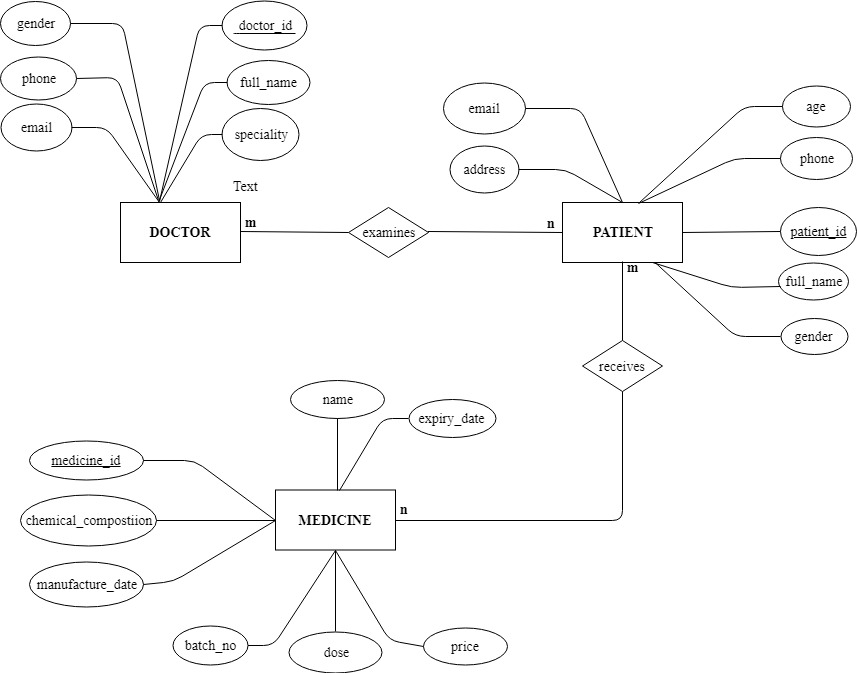 gender
doctor_id
phone
full_name
email
speciality
Text
DOCTOR
m
examines
n
PATIENT
m
email
address
age
phone
patient_id
full_name
gender
receives
name
expiry_date
medicine_id
chemical_compostiion
manufacture_date
MEDICINE
n
batch_no
dose
price